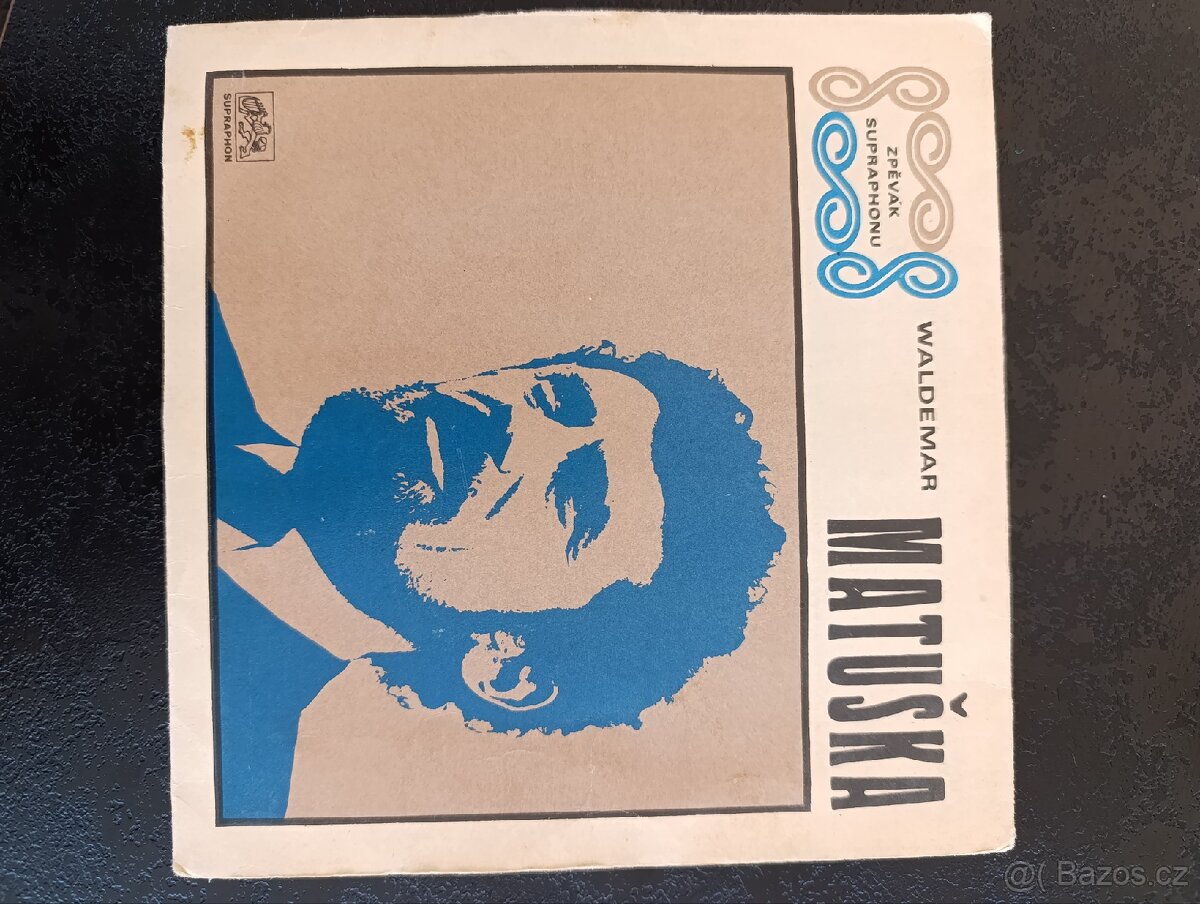 ZPĚVÁK
SUPRAPHONU
WALDEMAR
MATUŠKA
SUPRAPHON
@( Bazos.cz